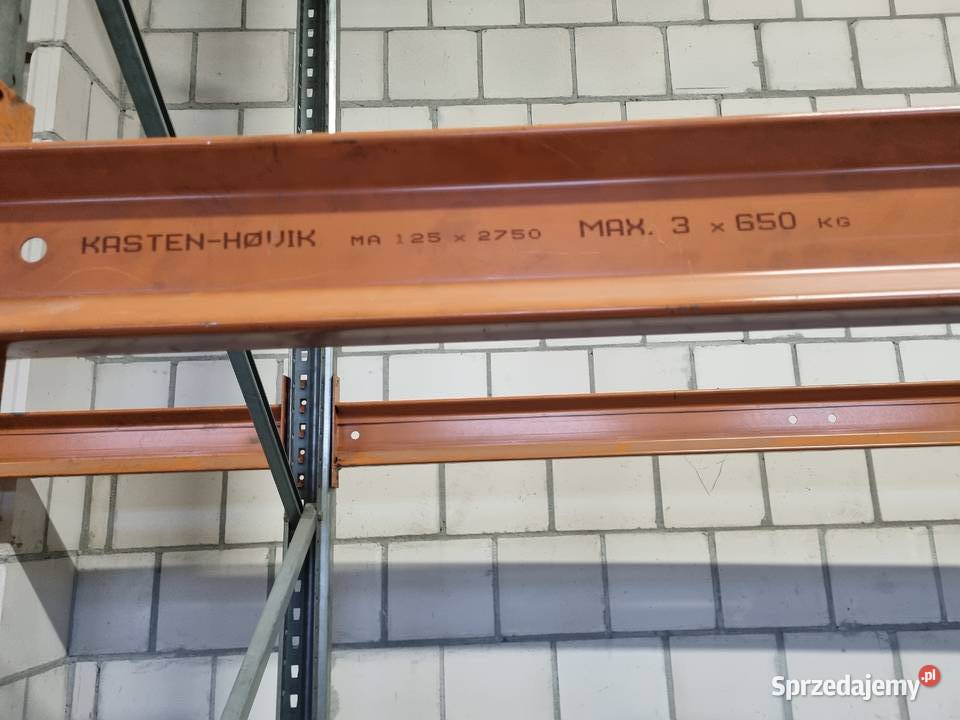 KASTEN-HØVIK MA 125 x 2750 MAX. 3 x 650 KG
Sprzedajemy .pl